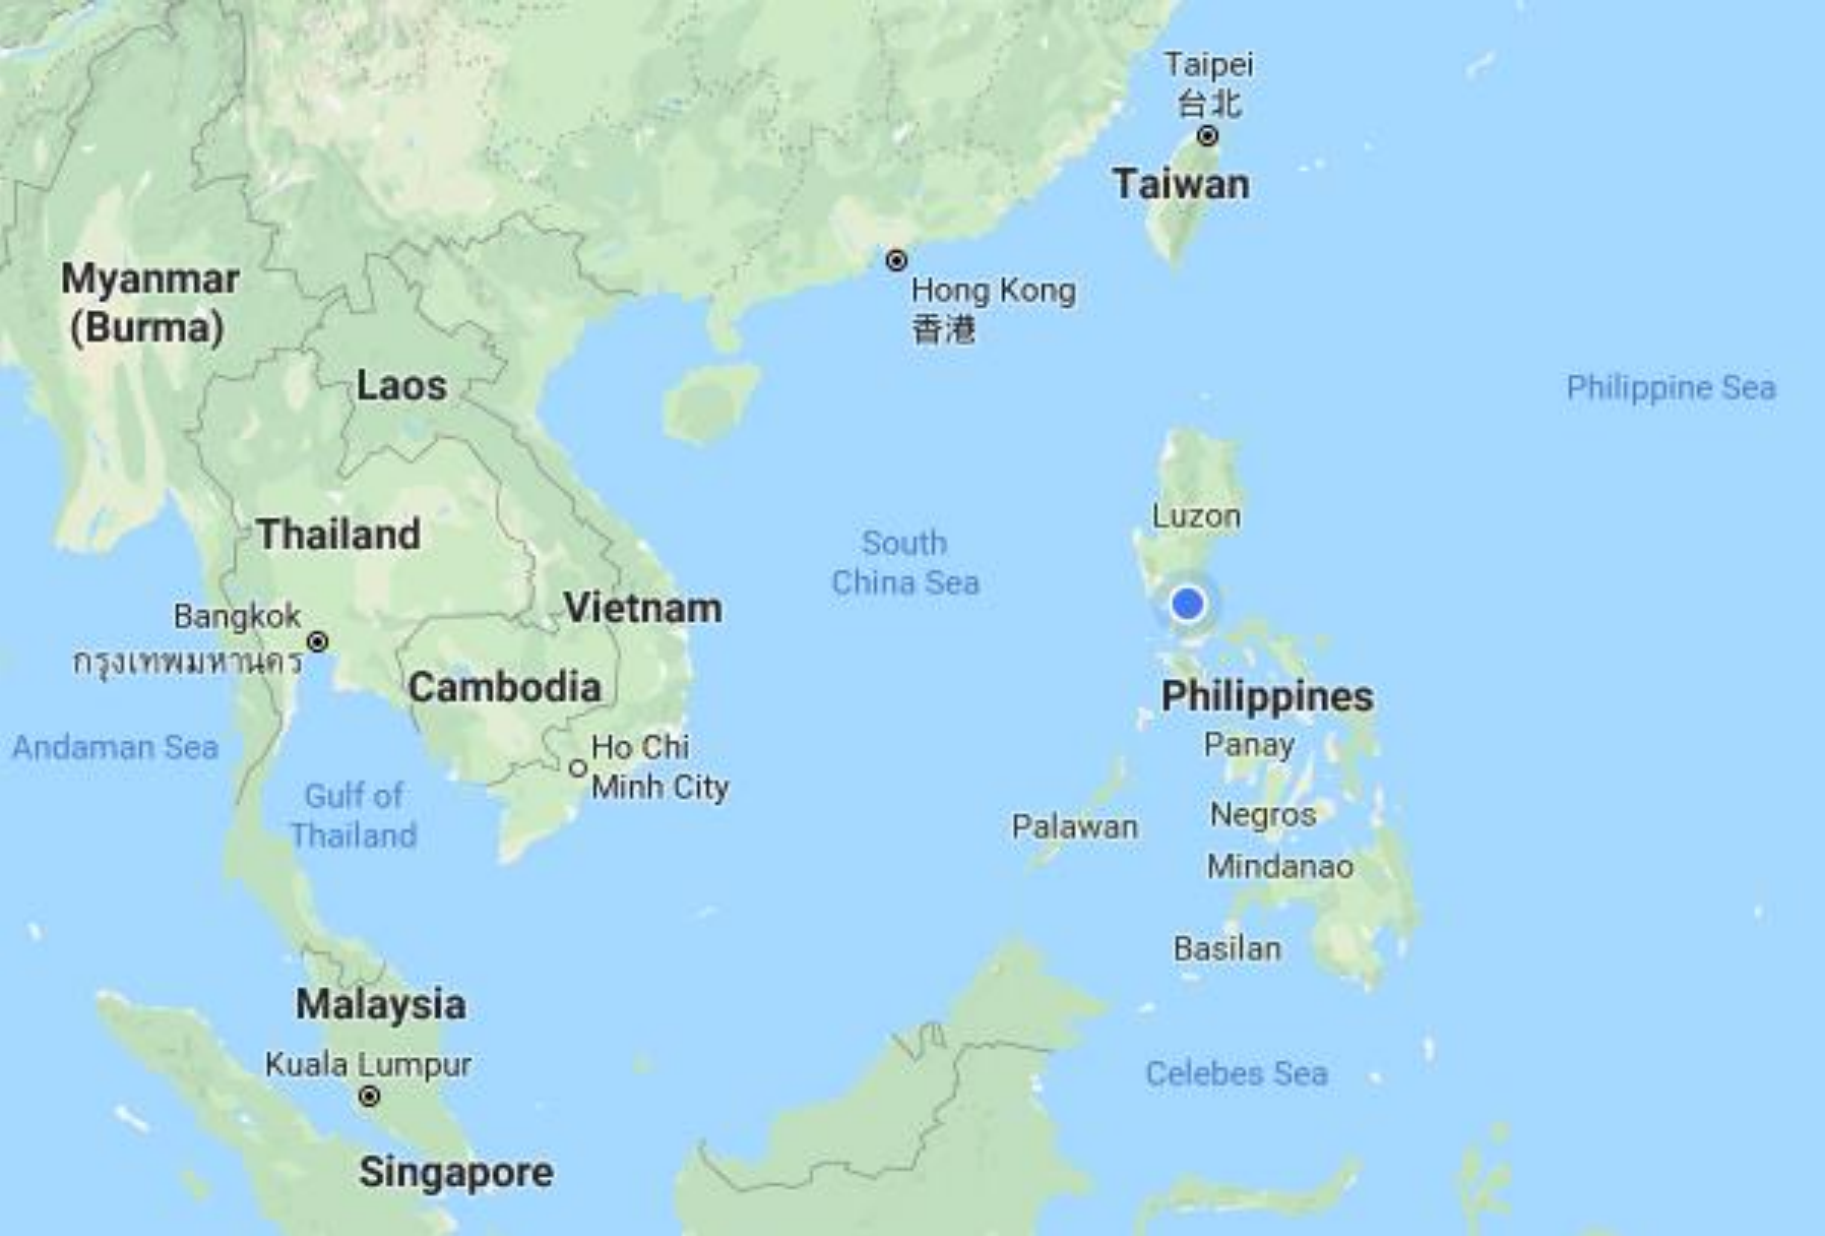 Taipei
台北
Taiwan
Hong Kong
香港
Myanmar
(Burma)
Laos
Philippine Sea
Thailand
Luzon
South
China Sea
Bangkok
กรุงเทพมหานคร
Vietnam
Cambodia
Philippines
Andaman Sea
Ho Chi
Minh City
Panay
Gulf of
Thailand
Palawan
Negros
Mindanao
Basilan
Malaysia
Kuala Lumpur
Celebes Sea
Singapore